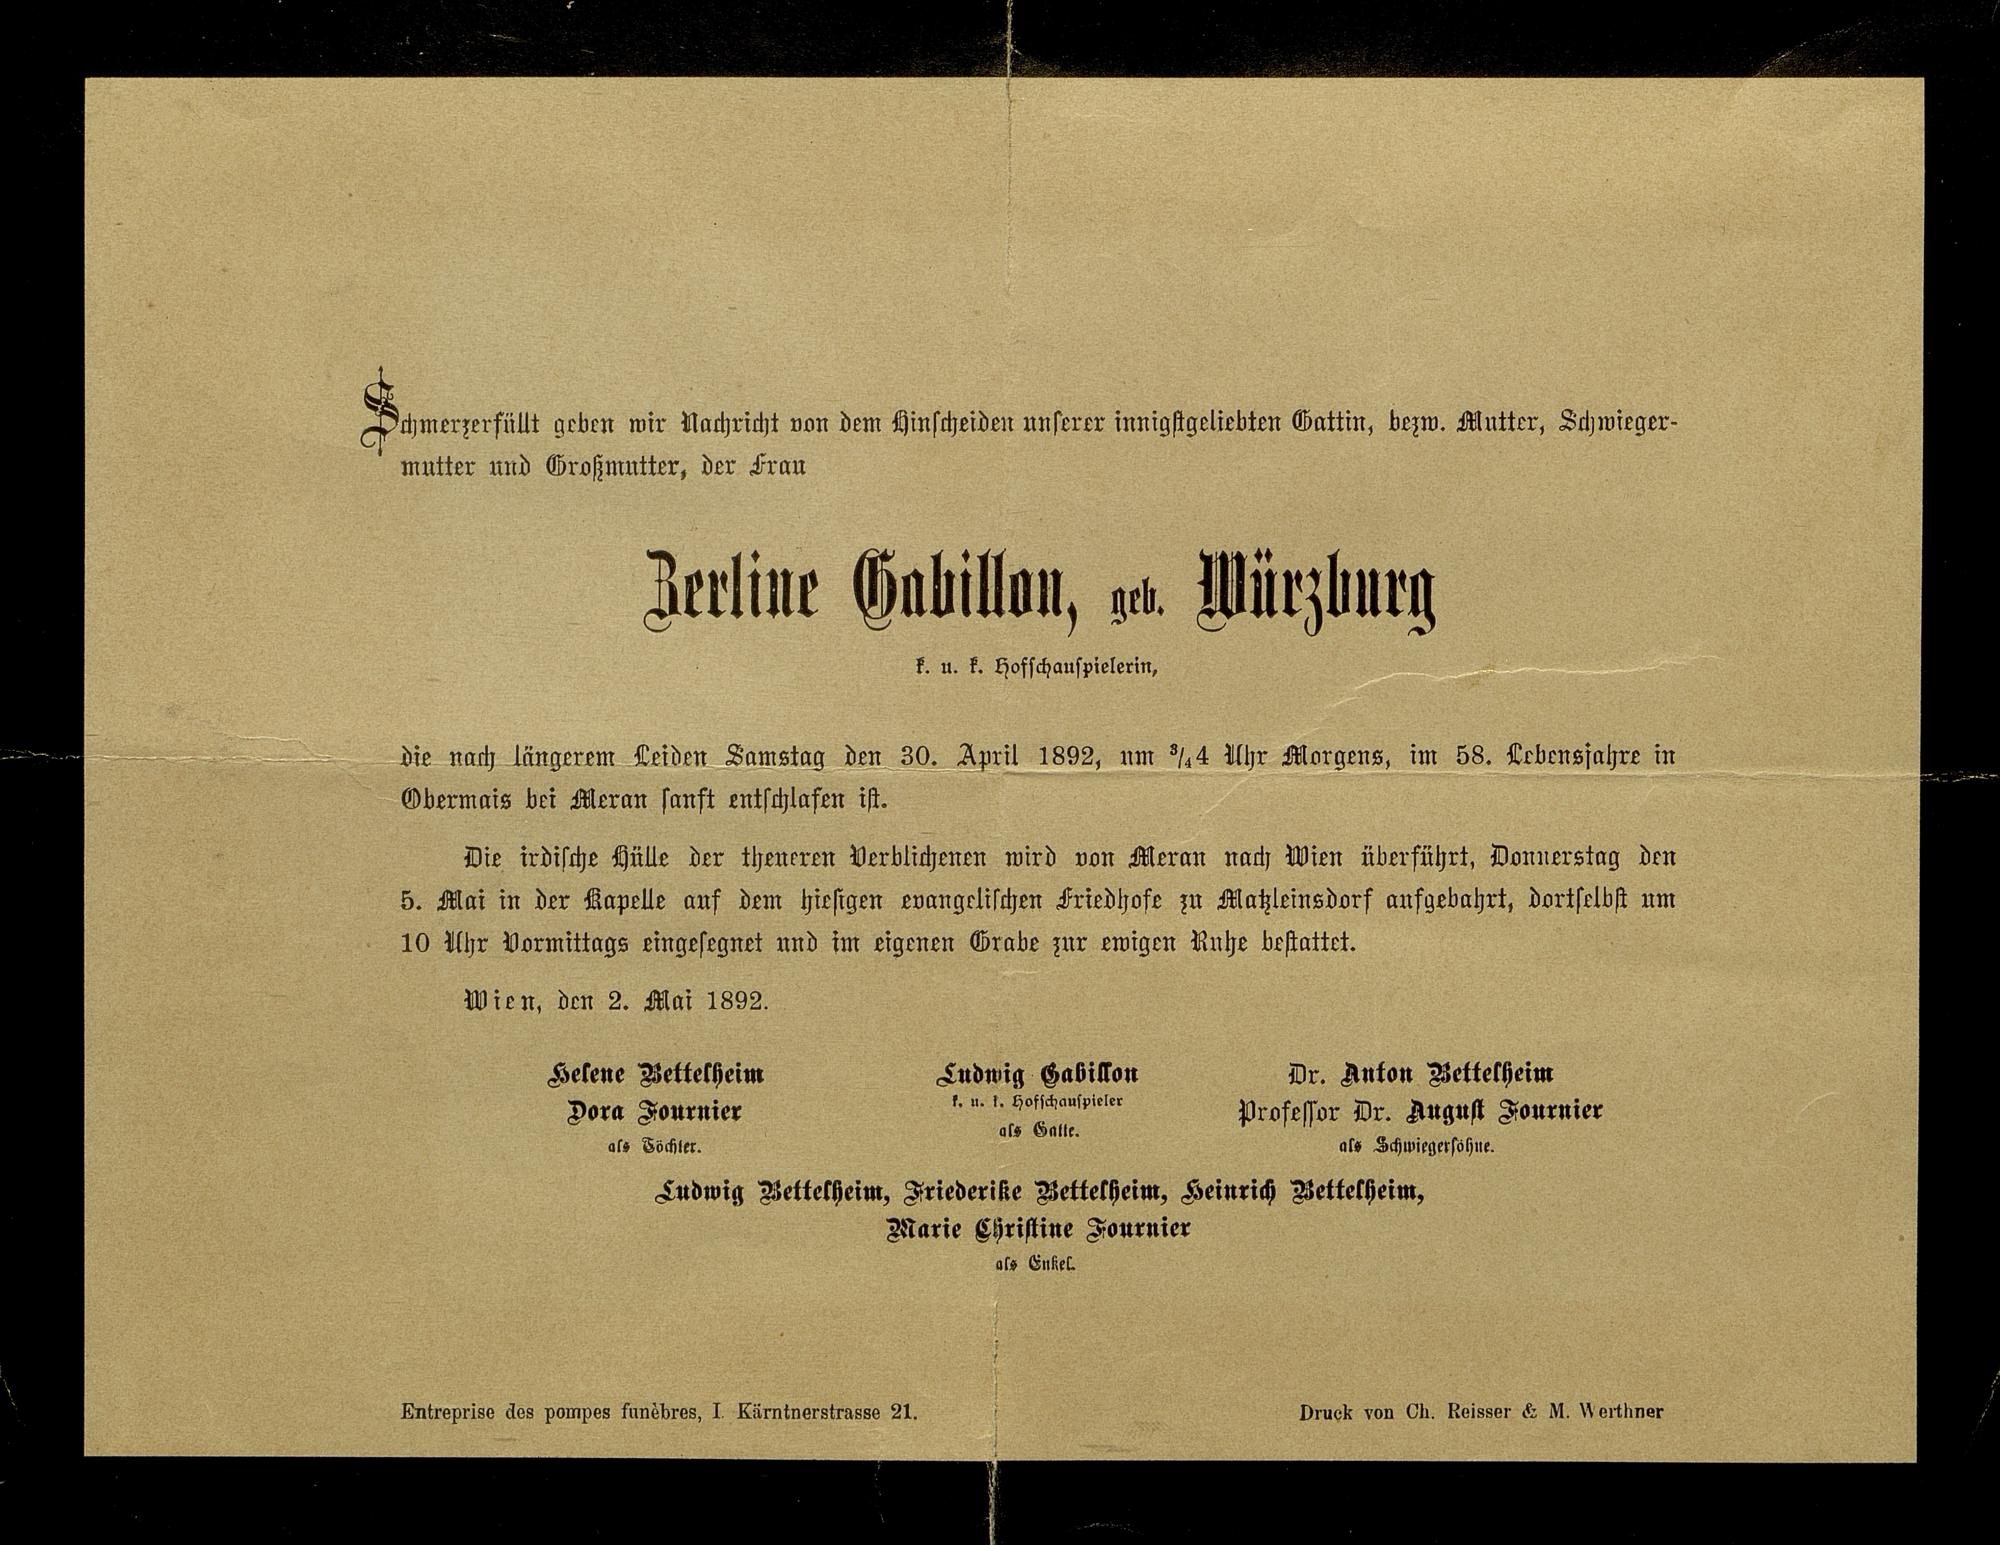 Schmerzerfüllt geben wir Nachricht von dem Hinscheiden unserer innigstgeliebten Gattin, bezw. Mutter, Schwieger-
mutter und Großmutter, der Frau
Zerline Gabillon, geb. Würzburg
k. u. k. Hofschauspielerin,
die nach längerem Leiden Samstag den 30. April 1892, um 3/4 4 Uhr Morgens, im 58. Lebensjahre in
Obermais bei Meran sanft entschlafen ist.
Die irdische Hülle der theueren Verblichenen wird von Meran nach Wien überführt, Donnerstag den
5. Mai in der Kapelle auf dem hiesigen evangelischen Friedhofe zu Matzleinsdorf aufgebahrt, dortselbst um
10 Uhr Vormittags eingesegnet und im eigenen Grabe zur ewigen Ruhe bestattet.
Wien, den 2. Mai 1892.
Helene Bettelheim
Dora Fournier
als Töchter.
Ludwig Gabillon
k. u. k. Hofschauspieler
als Gatte.
Dr. Anton Bettelheim
Professor Dr. August Fournier
als Schwiegersöhne.
Ludwig Bettelheim, Friederike Bettelheim, Heinrich Bettelheim,
Marie Christine Fournier
als Enkel.
Entreprise des pompes funèbres, I. Kärntnerstrasse 21.
Druck von Ch. Reisser & M. Werthner